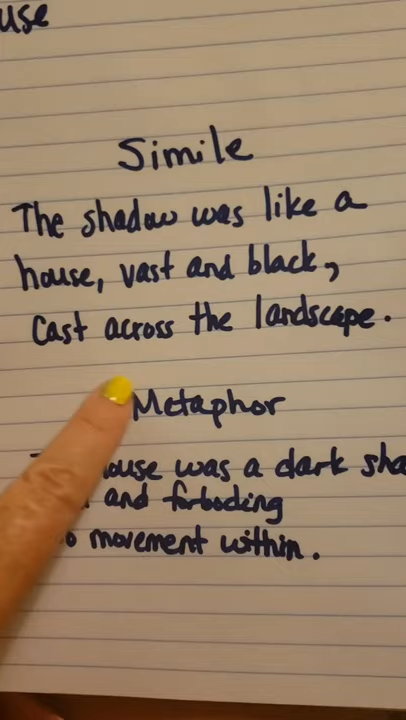 use
Simile
The shadow was like a
house, vast and black,
cast across the landscape.
Metaphor
ouse was a dark sha
and forboding
movement within.